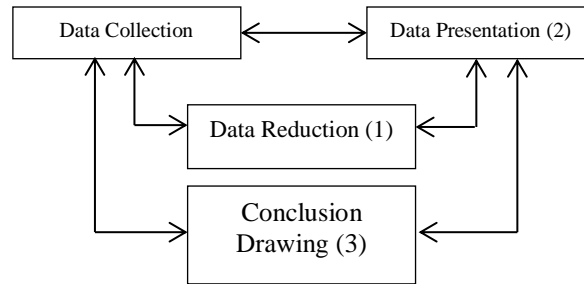 Data Collection
Data Presentation (2)
Data Reduction (1)
Conclusion
Drawing (3)